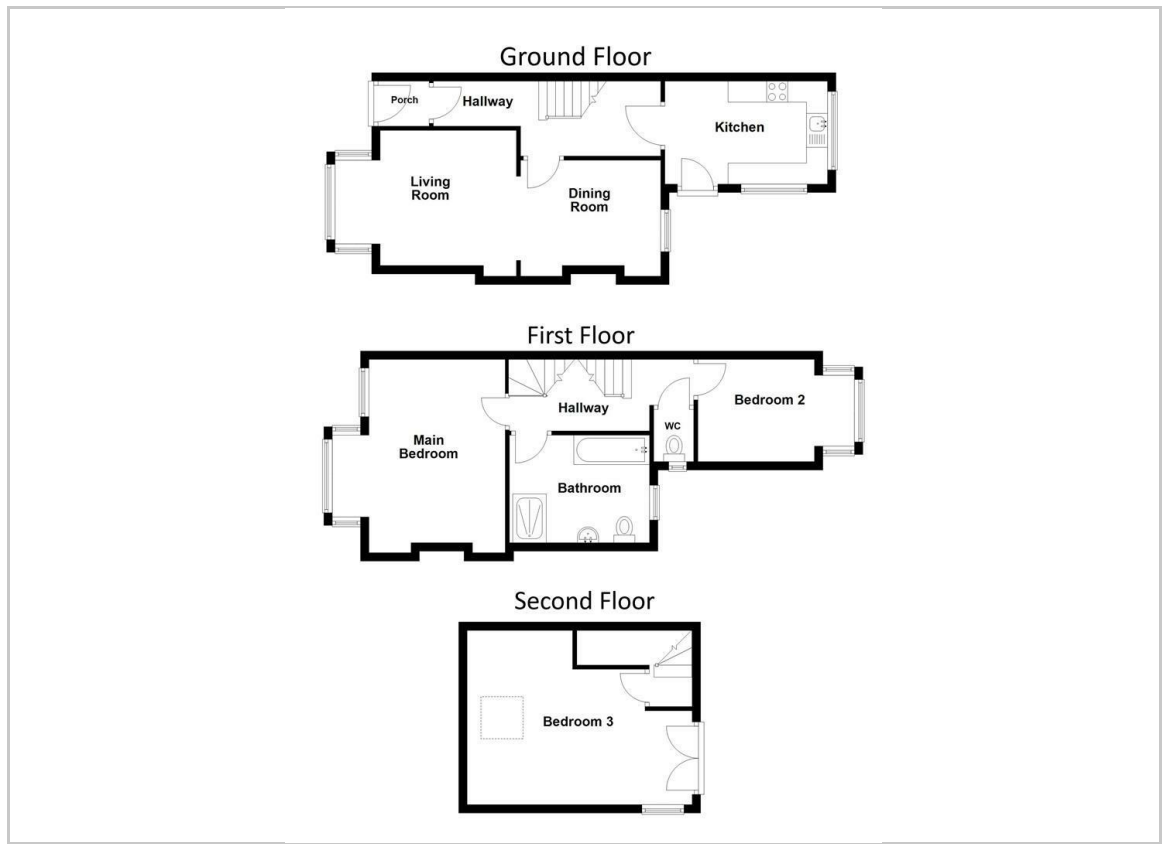 Ground Floor
Porch
Hallway
Kitchen
Living
Room
Dining
Room
First Floor
Bedroom 2
Hallway
WC
Main
Bedroom
Bathroom
Second Floor
Bedroom 3